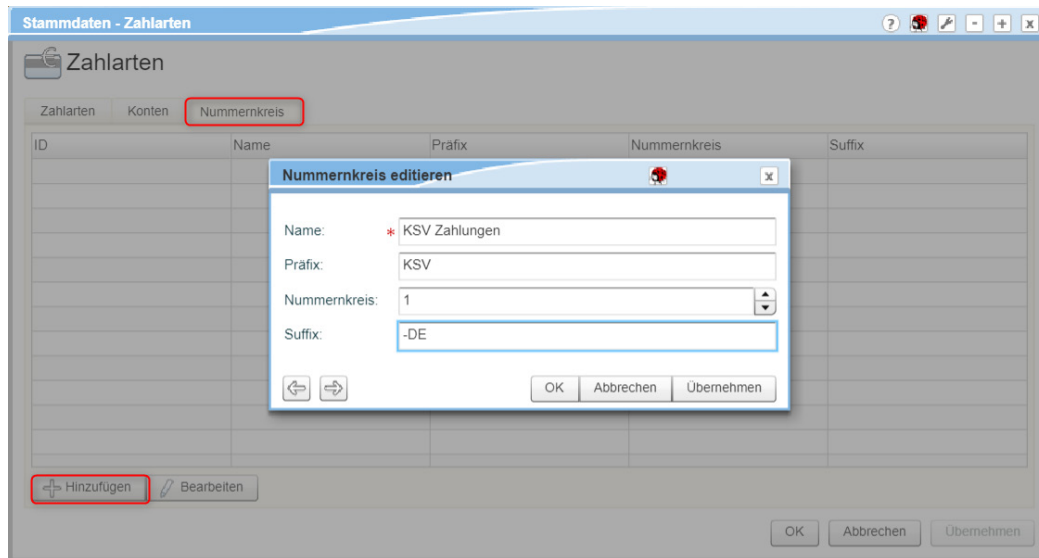 Stammdaten - Zahlarten
Zahlarten
Zahlarten Konten Nummernkreis
ID Name Präfix Nummernkreis Suffix
Nummernkreis editieren
Name: * KSV Zahlungen
Präfix: KSV
Nummernkreis: 1
Suffix: -DE
OK Abbrechen Übernehmen
Hinzufügen Bearbeiten
OK Abbrechen Übernehmen